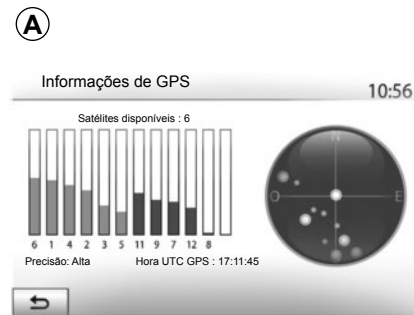 A
Informações de GPS
10:56
Satélites disponíveis : 6
N
O E
6 1 4 2 3 5 11 9 7 12 8
Precisão: Alta Hora UTC GPS : 17:11:45